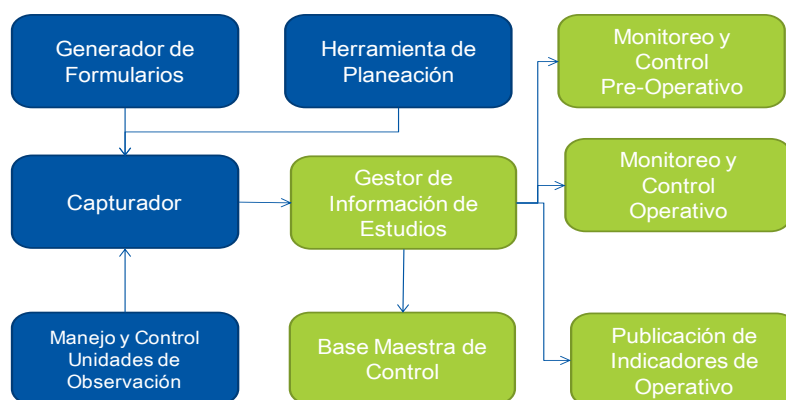 Generador de
Formularios
Herramienta de
Planeación
Monitoreo y
Control
Pre-Operativo
Capturador
Gestor de
Información de
Estudios
Monitoreo y
Control
Operativo
Manejo y Control
Unidades de
Observación
Base Maestra de
Control
Publicación de
Indicadores de
Operativo